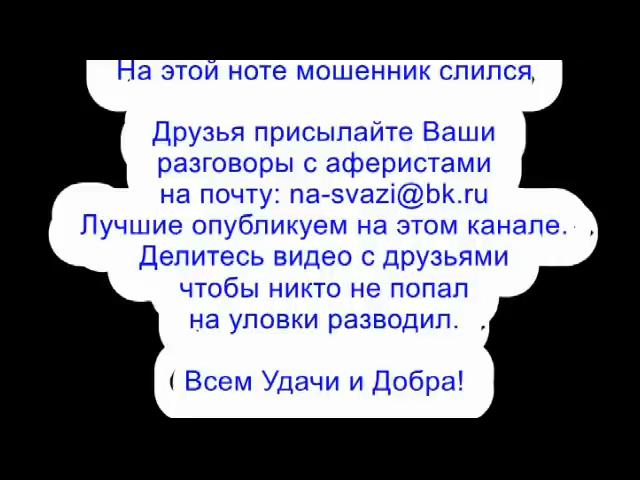 На этой ноте мошенник слился
Друзья присылайте Ваши
разговоры с аферистами
на почту: na-svazi@bk.ru
Лучшие опубликуем на этом канале.
Делитесь видео с друзьями
чтобы никто не попал
на уловки разводил.
Всем Удачи и Добра!